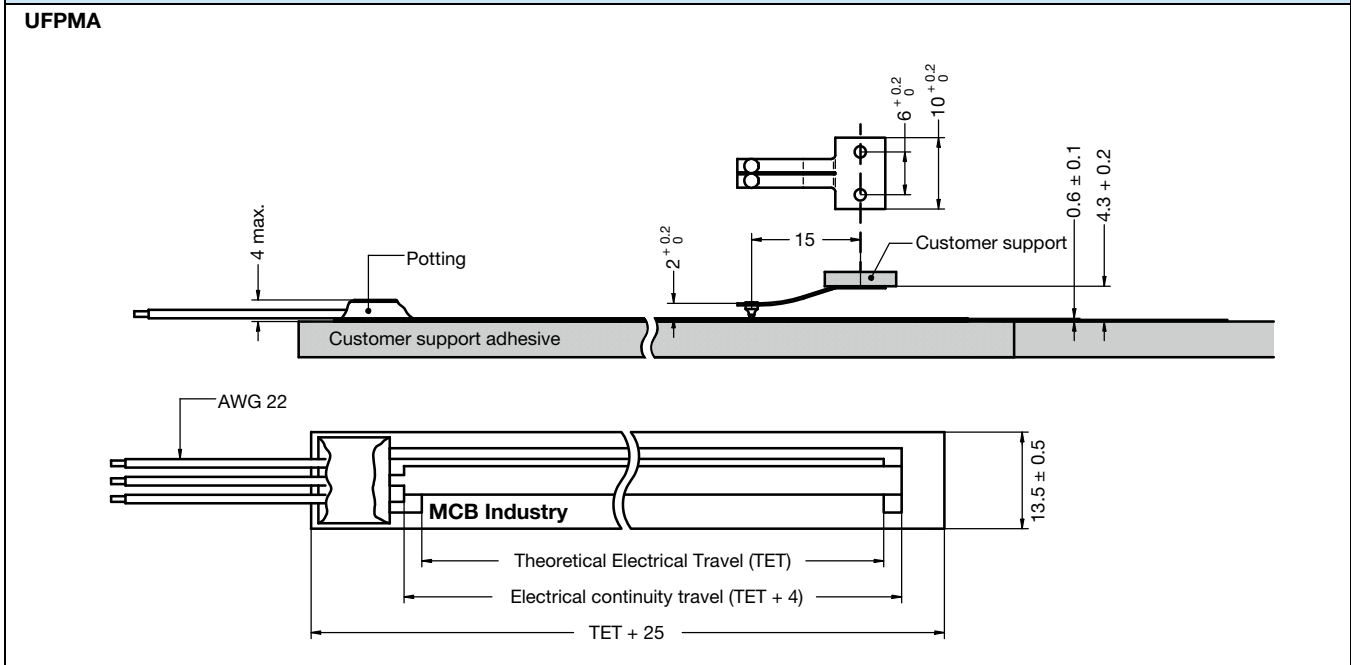 UFPMA
6 +0.2 0
10 +0.2 0
0.6 ± 0.1
4.3 + 0.2
4 max.
Potting
2 +0.2 0
15
Customer support
Customer support adhesive
AWG 22
MCB Industry
13.5 ± 0.5
Theoretical Electrical Travel (TET)
Electrical continuity travel (TET + 4)
TET + 25